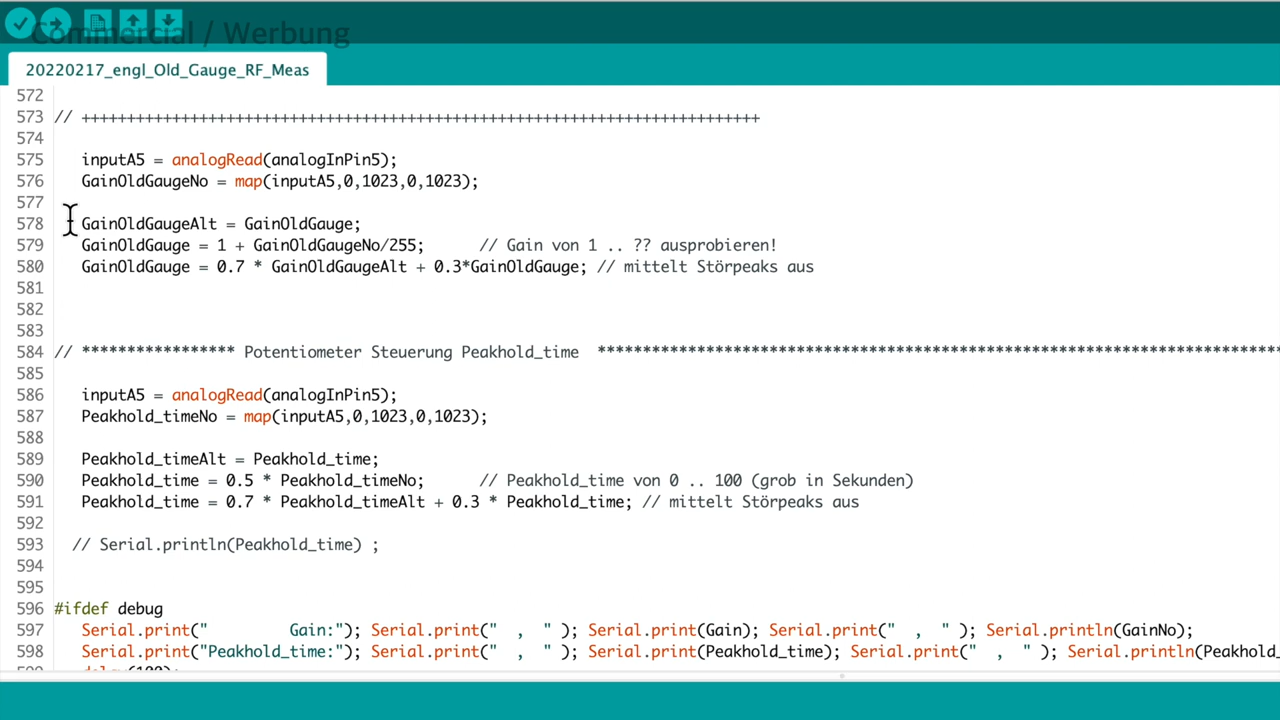 Commercial / Werbung
20220217_engl_Old_Gauge_RF_Meas
572
573 // +++++++++++++++++++++++++++++++++++++++++++++++++++++++++++++++++++++++++++
574
575 inputA5 = analogRead(analogInPin5);
576 GainOldGaugeNo = map(inputA5,0,1023,0,1023);
577
578 GainOldGaugeAlt = GainOldGauge;
579 GainOldGauge = 1 + GainOldGaugeNo/255; // Gain von 1 .. ?? ausprobieren!
580 GainOldGauge = 0.7 * GainOldGaugeAlt + 0.3*GainOldGauge; // mittelt Störpeaks aus
581
582
583
584 // ***************** Potentiometer Steuerung Peakhold_time ****************************************************************************
585
586 inputA5 = analogRead(analogInPin5);
587 Peakhold_timeNo = map(inputA5,0,1023,0,1023);
588
589 Peakhold_timeAlt = Peakhold_time;
590 Peakhold_time = 0.5 * Peakhold_timeNo; // Peakhold_time von 0 .. 100 (grob in Sekunden)
591 Peakhold_time = 0.7 * Peakhold_timeAlt + 0.3 * Peakhold_time; // mittelt Störpeaks aus
592
593 // Serial.println(Peakhold_time) ;
594
595
596 #ifdef debug
597 Serial.print(" Gain:"); Serial.print(" , " ); Serial.print(Gain); Serial.print(" , " ); Serial.println(GainNo);
598 Serial.print("Peakhold_time:"); Serial.print(" , " ); Serial.print(Peakhold_time); Serial.print(" , " ); Serial.println(Peakhold_